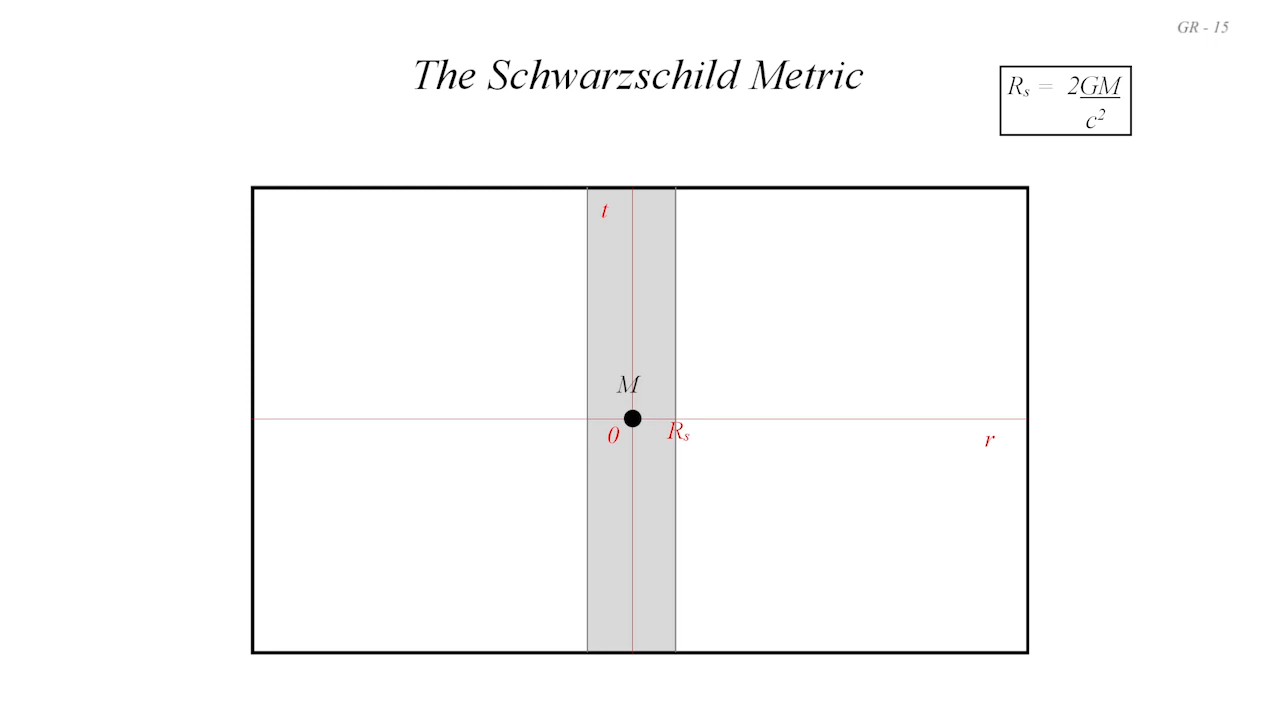 GR - 15
The Schwarzschild Metric
Rₛ = 2GM
c²
t
M
0
Rₛ
r